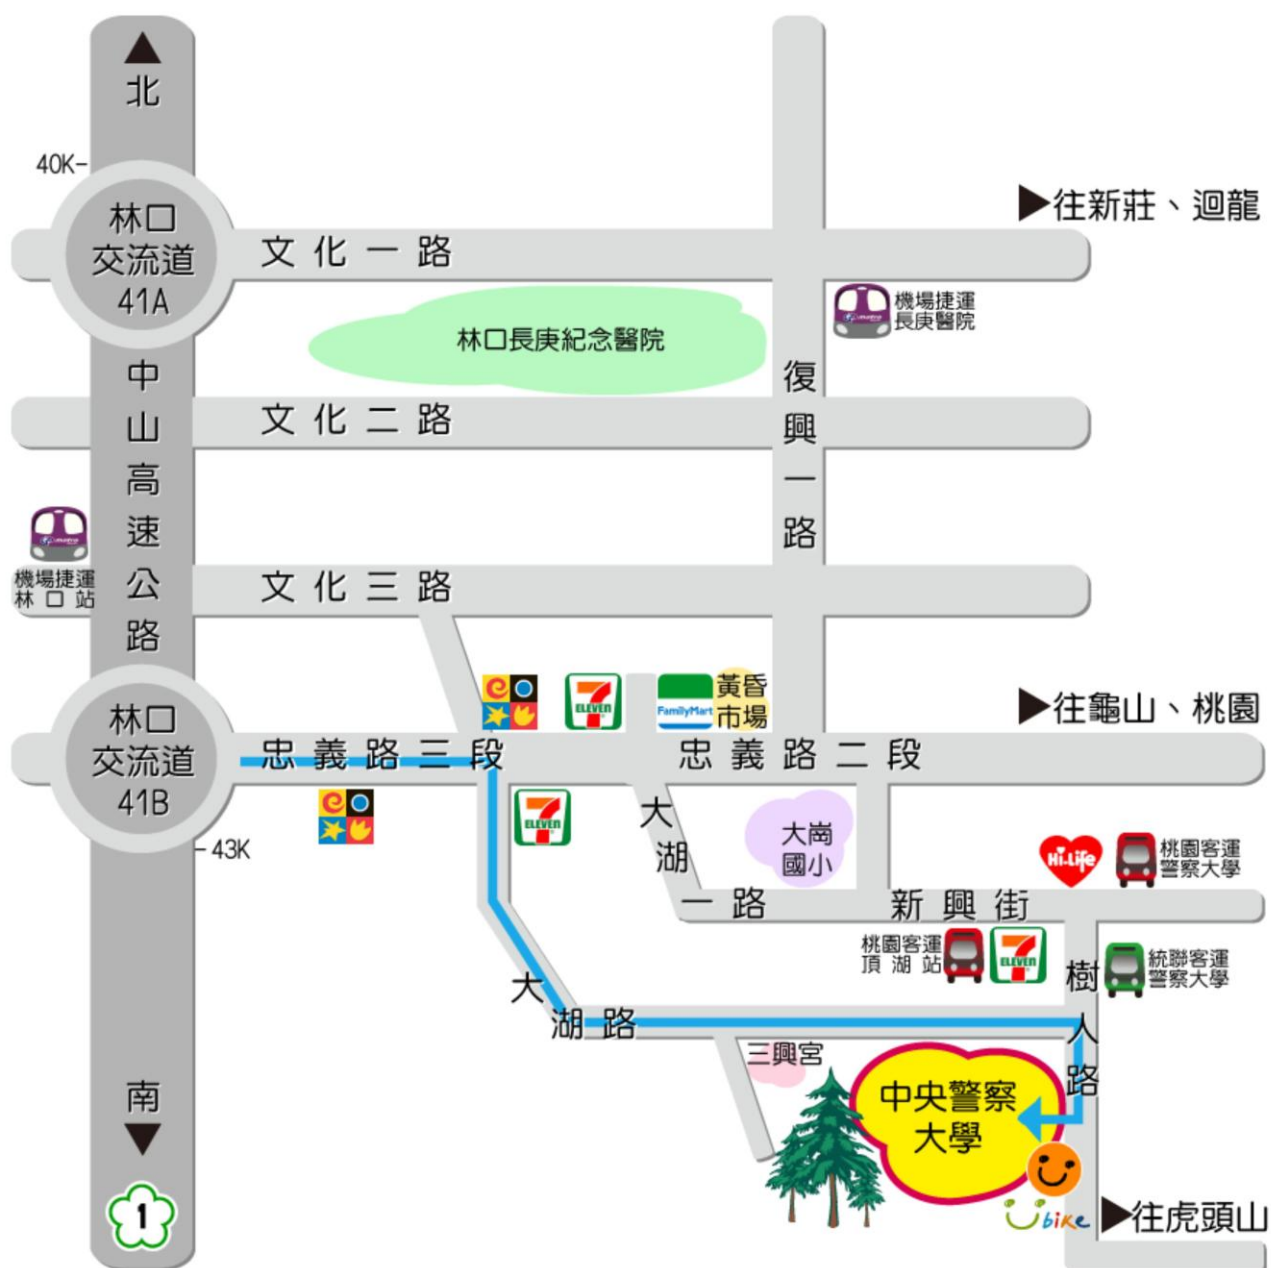 北
40K
林口
交流道
41A
文化一路
往新莊、迴龍
機場捷運
長庚醫院
林口長庚紀念醫院
中山高速公路
復興一路
文化二路
機場捷運
林口站
文化三路
7
ELEVEN
FamilyMart
黃昏
市場
往龜山、桃園
林口
交流道
41B
忠義路三段
忠義路二段
43K
7
ELEVEN
大湖一路
大崗
國小
Hi-Life
桃園客運
警察大學
新興街
桃園客運
頂湖站
7
ELEVEN
統聯客運
警察大學
樹人路
大湖路
三興宮
中央警察
大學
南
1
Ubike
往虎頭山